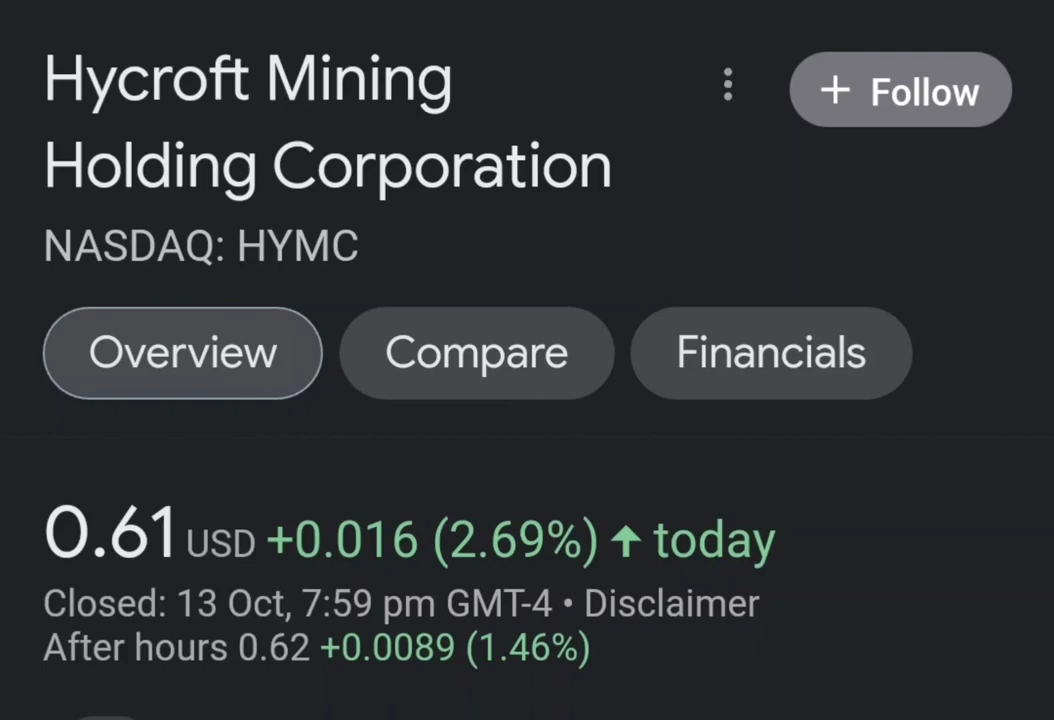 Hycroft Mining
Holding Corporation
+ Follow
NASDAQ: HYMC
Overview
Compare
Financials
0.61 USD +0.016 (2.69%) ↑ today
Closed: 13 Oct, 7:59 pm GMT-4 • Disclaimer
After hours 0.62 +0.0089 (1.46%)